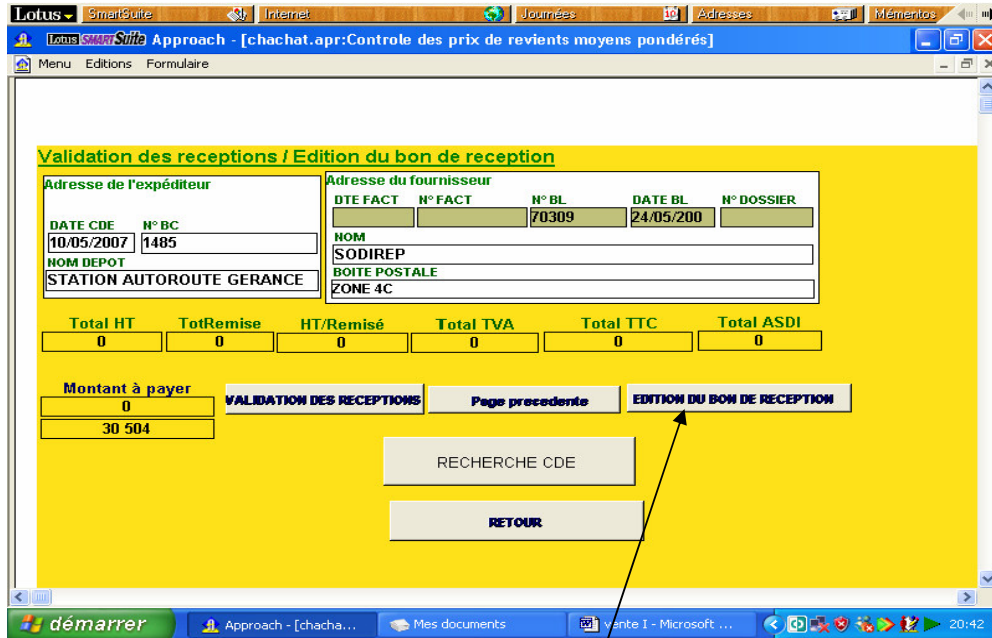 Lotus SmartSuite Internet Journées Adresses Mémentos
Lotus SMARTSuite Approach - [chachat.apr:Controle des prix de revients moyens pondérés]
Menu Editions Formulaire
Validation des receptions / Edition du bon de reception
Adresse de l'expéditeur
DATE CDE N° BC
10/05/2007 1485
NOM DEPOT
STATION AUTOROUTE GERANCE
Adresse du fournisseur
DTE FACT N° FACT N° BL DATE BL N° DOSSIER
70309 24/05/200
NOM
SODIREP
BOITE POSTALE
ZONE 4C
Total HT TotRemise HT/Remisé Total TVA Total TTC Total ASDI
0 0 0 0 0 0
Montant à payer
0
30 504
VALIDATION DES RECEPTIONS Page precedente EDITION DU BON DE RECEPTION
RECHERCHE CDE
RETOUR
démarrer Approach - [chacha... Mes documents vente I - Microsoft ... 20:42